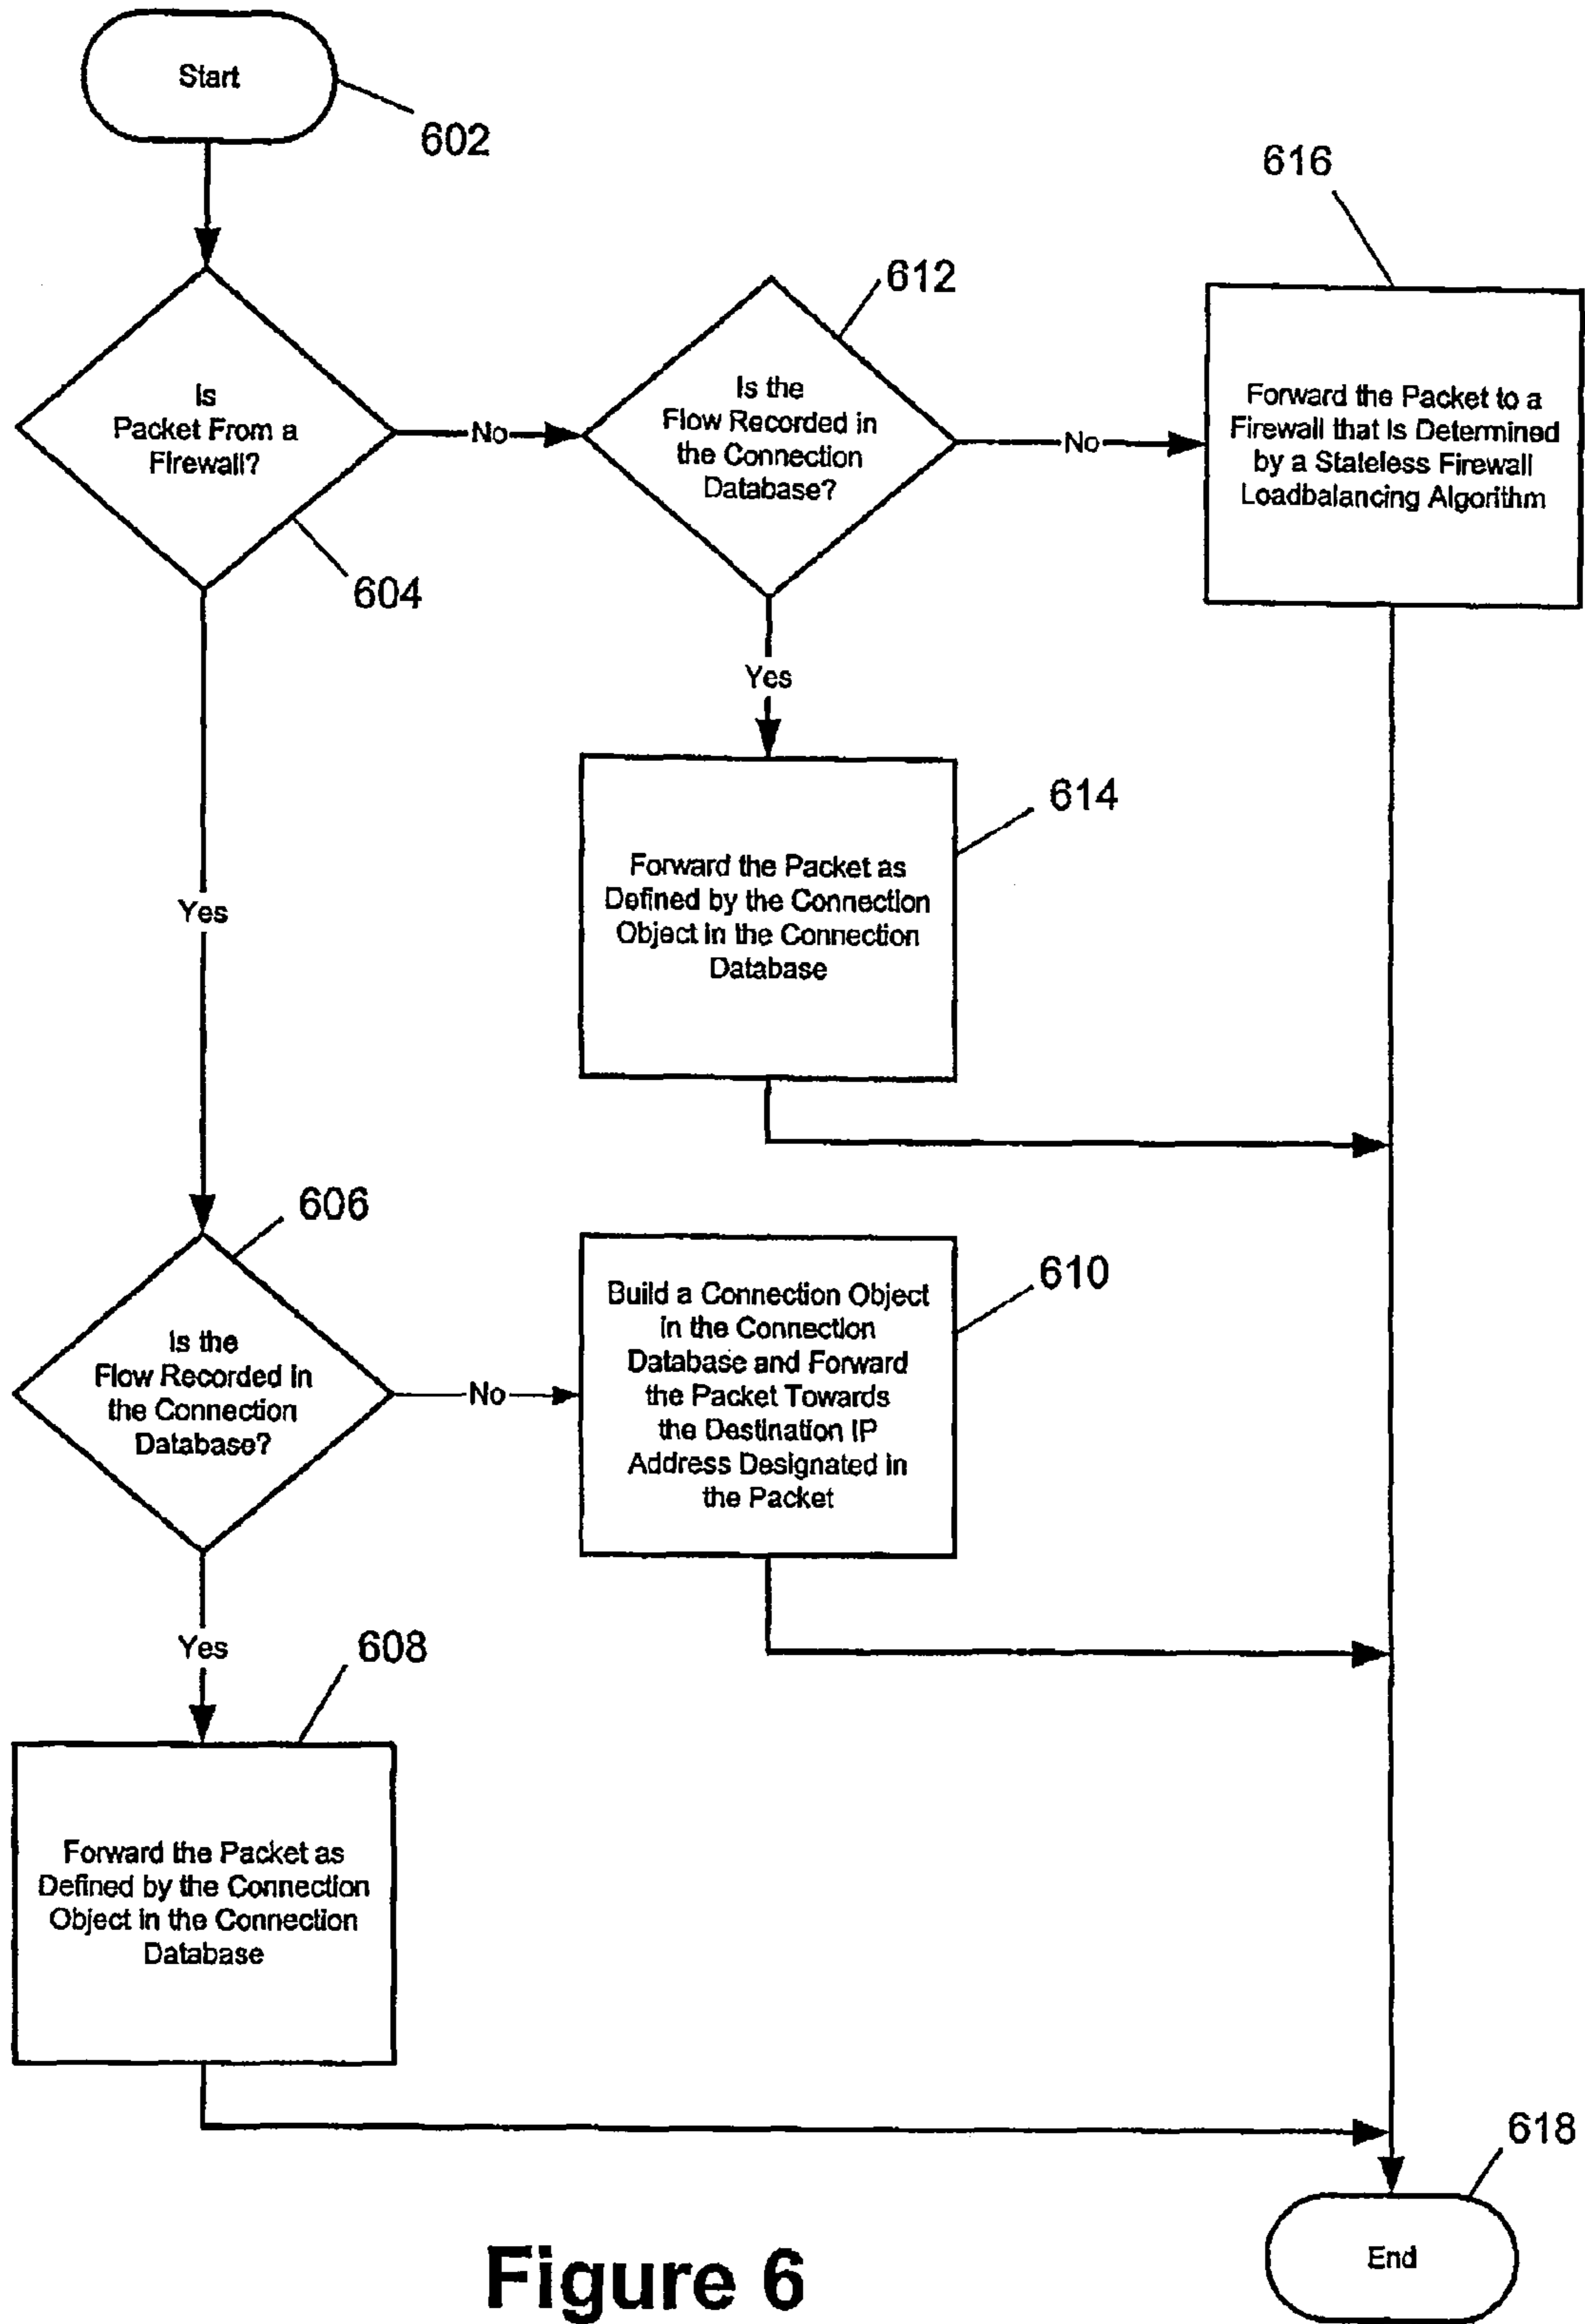 Start
602
616
612
Is
Packet From a
Firewall?
604
No
Is the
Flow Recorded in
the Connection
Database?
No
Forward the Packet to a
Firewall that Is Determined
by a Stateless Firewall
Loadbalancing Algorithm
Yes
614
Forward the Packet as
Defined by the Connection
Object in the Connection
Database
Yes
606
Is the
Flow Recorded in
the Connection
Database?
No
610
Build a Connection Object
in the Connection
Database and Forward
the Packet Towards
the Destination IP
Address Designated in
the Packet
Yes
608
Forward the Packet as
Defined by the Connection
Object in the Connection
Database
618
End
Figure 6